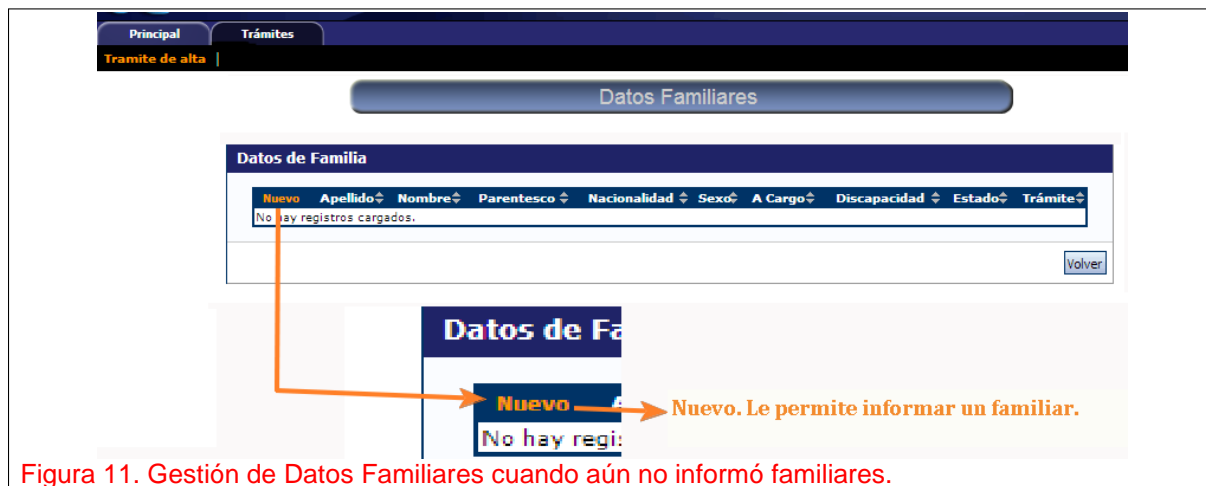 Principal Trámites
Tramite de alta |
Datos Familiares
Datos de Familia
Nuevo Apellido Nombre Parentesco Nacionalidad Sexo A Cargo Discapacidad Estado Trámite
No hay registros cargados.
Volver
Datos de Fa
Nuevo
No hay regis
Nuevo. Le permite informar un familiar.
Figura 11. Gestión de Datos Familiares cuando aún no informó familiares.